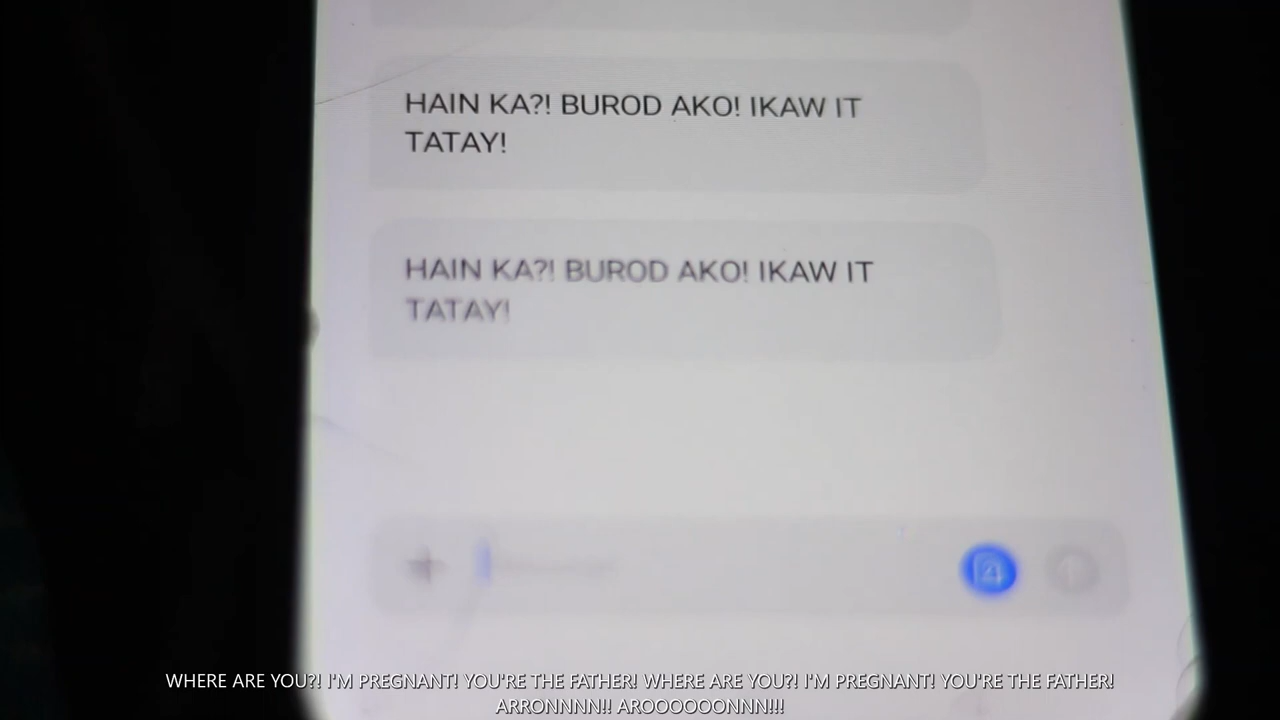 HAIN KA?! BUROD AKO! IKAW IT
TATAY!
HAIN KA?! BUROD AKO! IKAW IT
TATAY!
WHERE ARE YOU?! I'M PREGNANT! YOU'RE THE FATHER! WHERE ARE YOU?! I'M PREGNANT! YOU'RE THE FATHER!
ARRONNNN!! AROOOOOONNN!!!